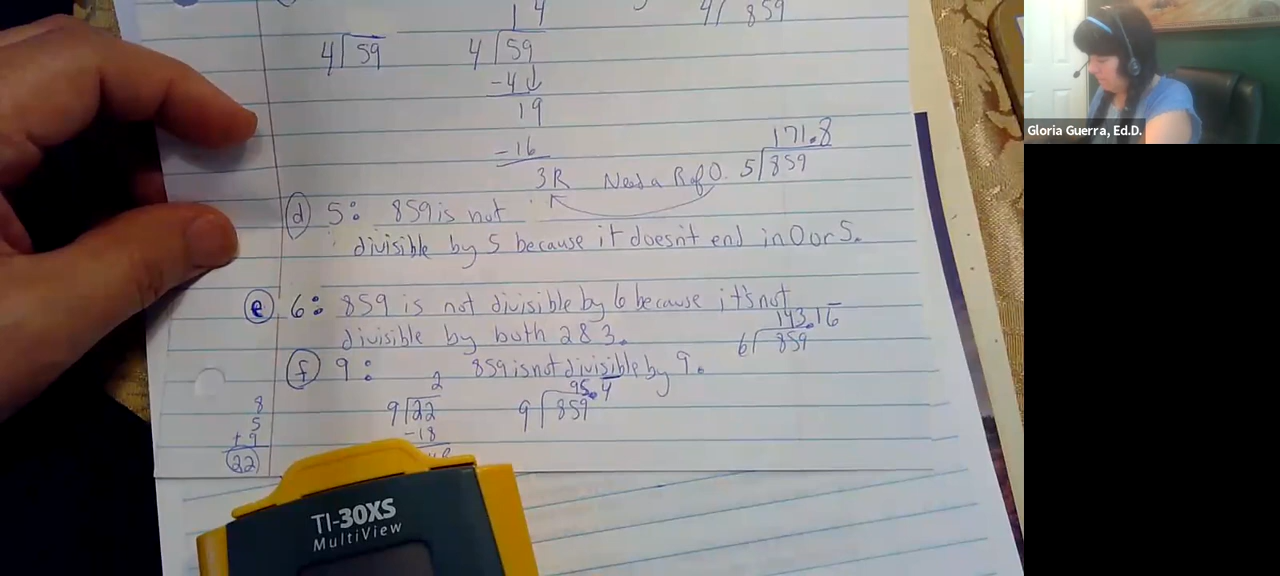 14
4 59
4 59
4 859
-4
19
-16
3R Need a R of 0.
171.8
5 859
d 5: 859 is not
divisible by 5 because it doesn't end in 0 or 5.
e 6: 859 is not divisible by 6 because it's not
divisible by both 2 & 3.
143.16
6 859
f 9: 859 is not divisible by 9.
2
9 22
-18
95.4
9 859
8
5
+9
22
TI-30XS
MultiView
Gloria Guerra, Ed.D.